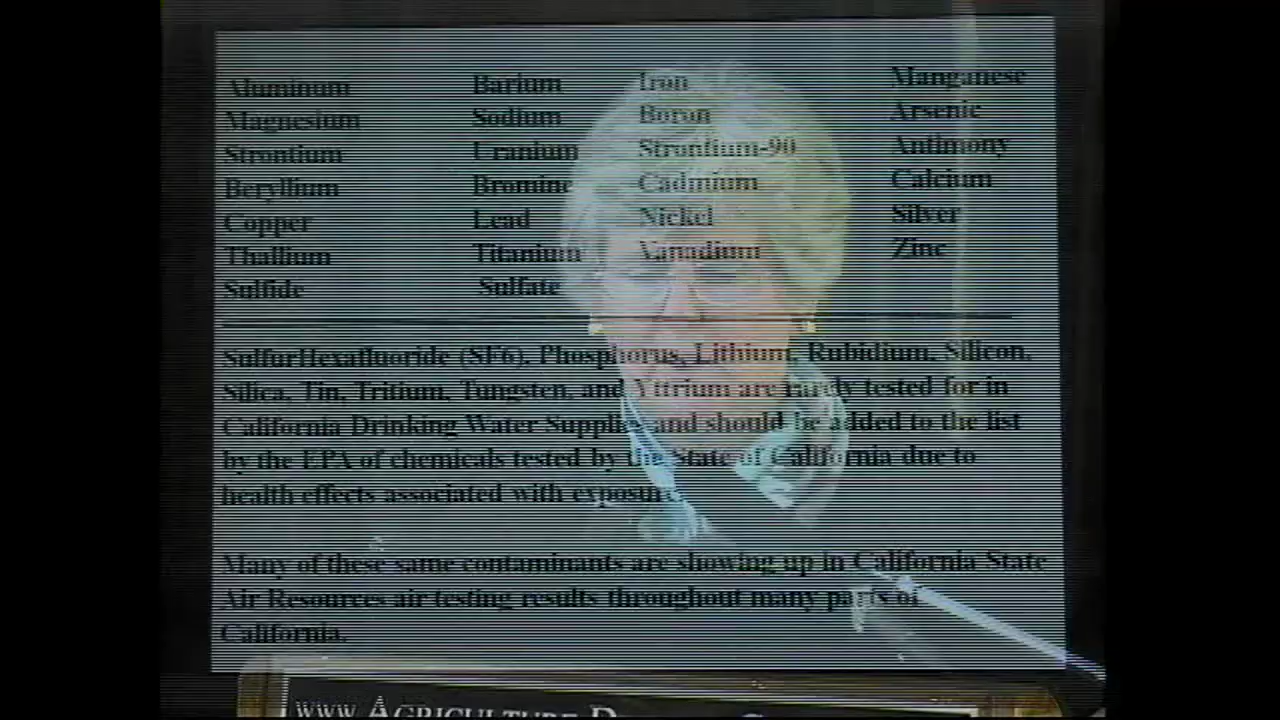 Aluminum Barium Iron Manganese
Magnesium Sodium Boron Arsenic
Strontium Uranium Strontium-90 Antimony
Beryllium Bromine Cadmium Calcium
Copper Lead Nickel Silver
Thallium Titanium Vanadium Zinc
Sulfide Sulfate
SulfurHexafluoride (SF6), Phosphorus, Lithium, Rubidium, Silicon,
Silica, Tin, Tritium, Tungsten, and Yttrium are rarely tested for in
California Drinking Water Supplies and should be added to the list
by the EPA of chemicals tested by the State of California due to
health effects associated with exposure.
Many of these same contaminants are showing up in California State
Air Resources air testing results throughout many parts of
California.
www.AGRICULTURE